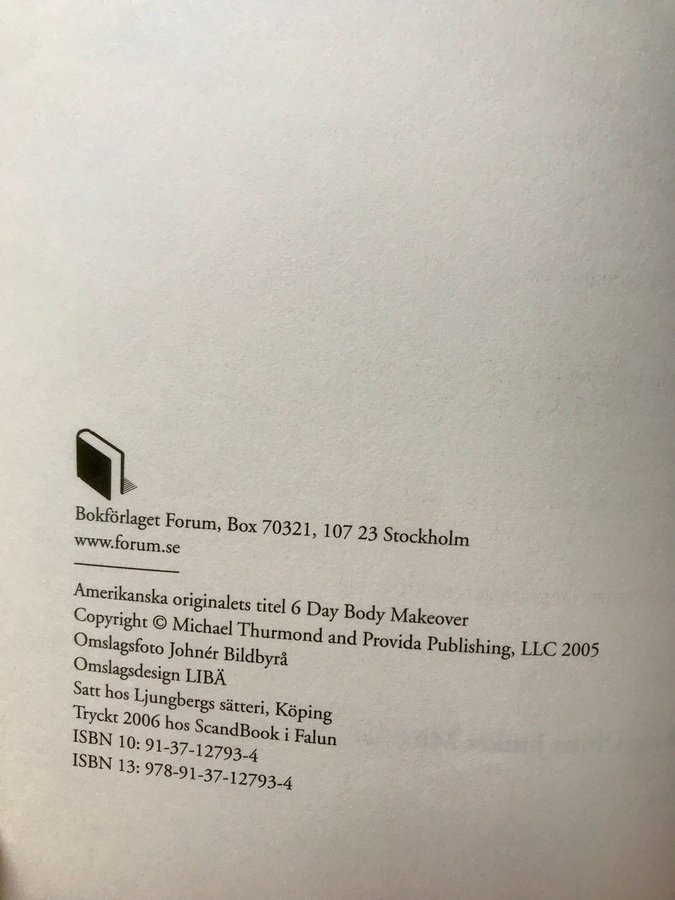 Bokförlaget Forum, Box 70321, 107 23 Stockholm
www.forum.se
Amerikanska originalets titel 6 Day Body Makeover
Copyright © Michael Thurmond and Provida Publishing, LLC 2005
Omslagsfoto Johnér Bildbyrå
Omslagsdesign LIBÄ
Satt hos Ljungbergs sätteri, Köping
Tryckt 2006 hos ScandBook i Falun
ISBN 10: 91-37-12793-4
ISBN 13: 978-91-37-12793-4